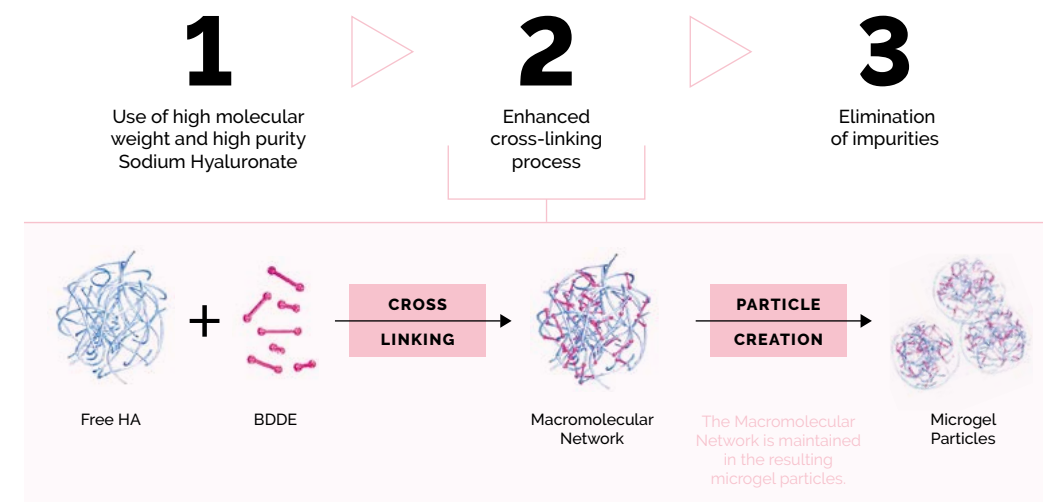 1
2
3
Use of high molecular
weight and high purity
Sodium Hyaluronate
Enhanced
cross-linking
process
Elimination
of impurities
CROSS
LINKING
PARTICLE
CREATION
Free HA
BDDE
Macromolecular
Network
The Macromolecular
Network is maintained
in the resulting
microgel particles.
Microgel
Particles